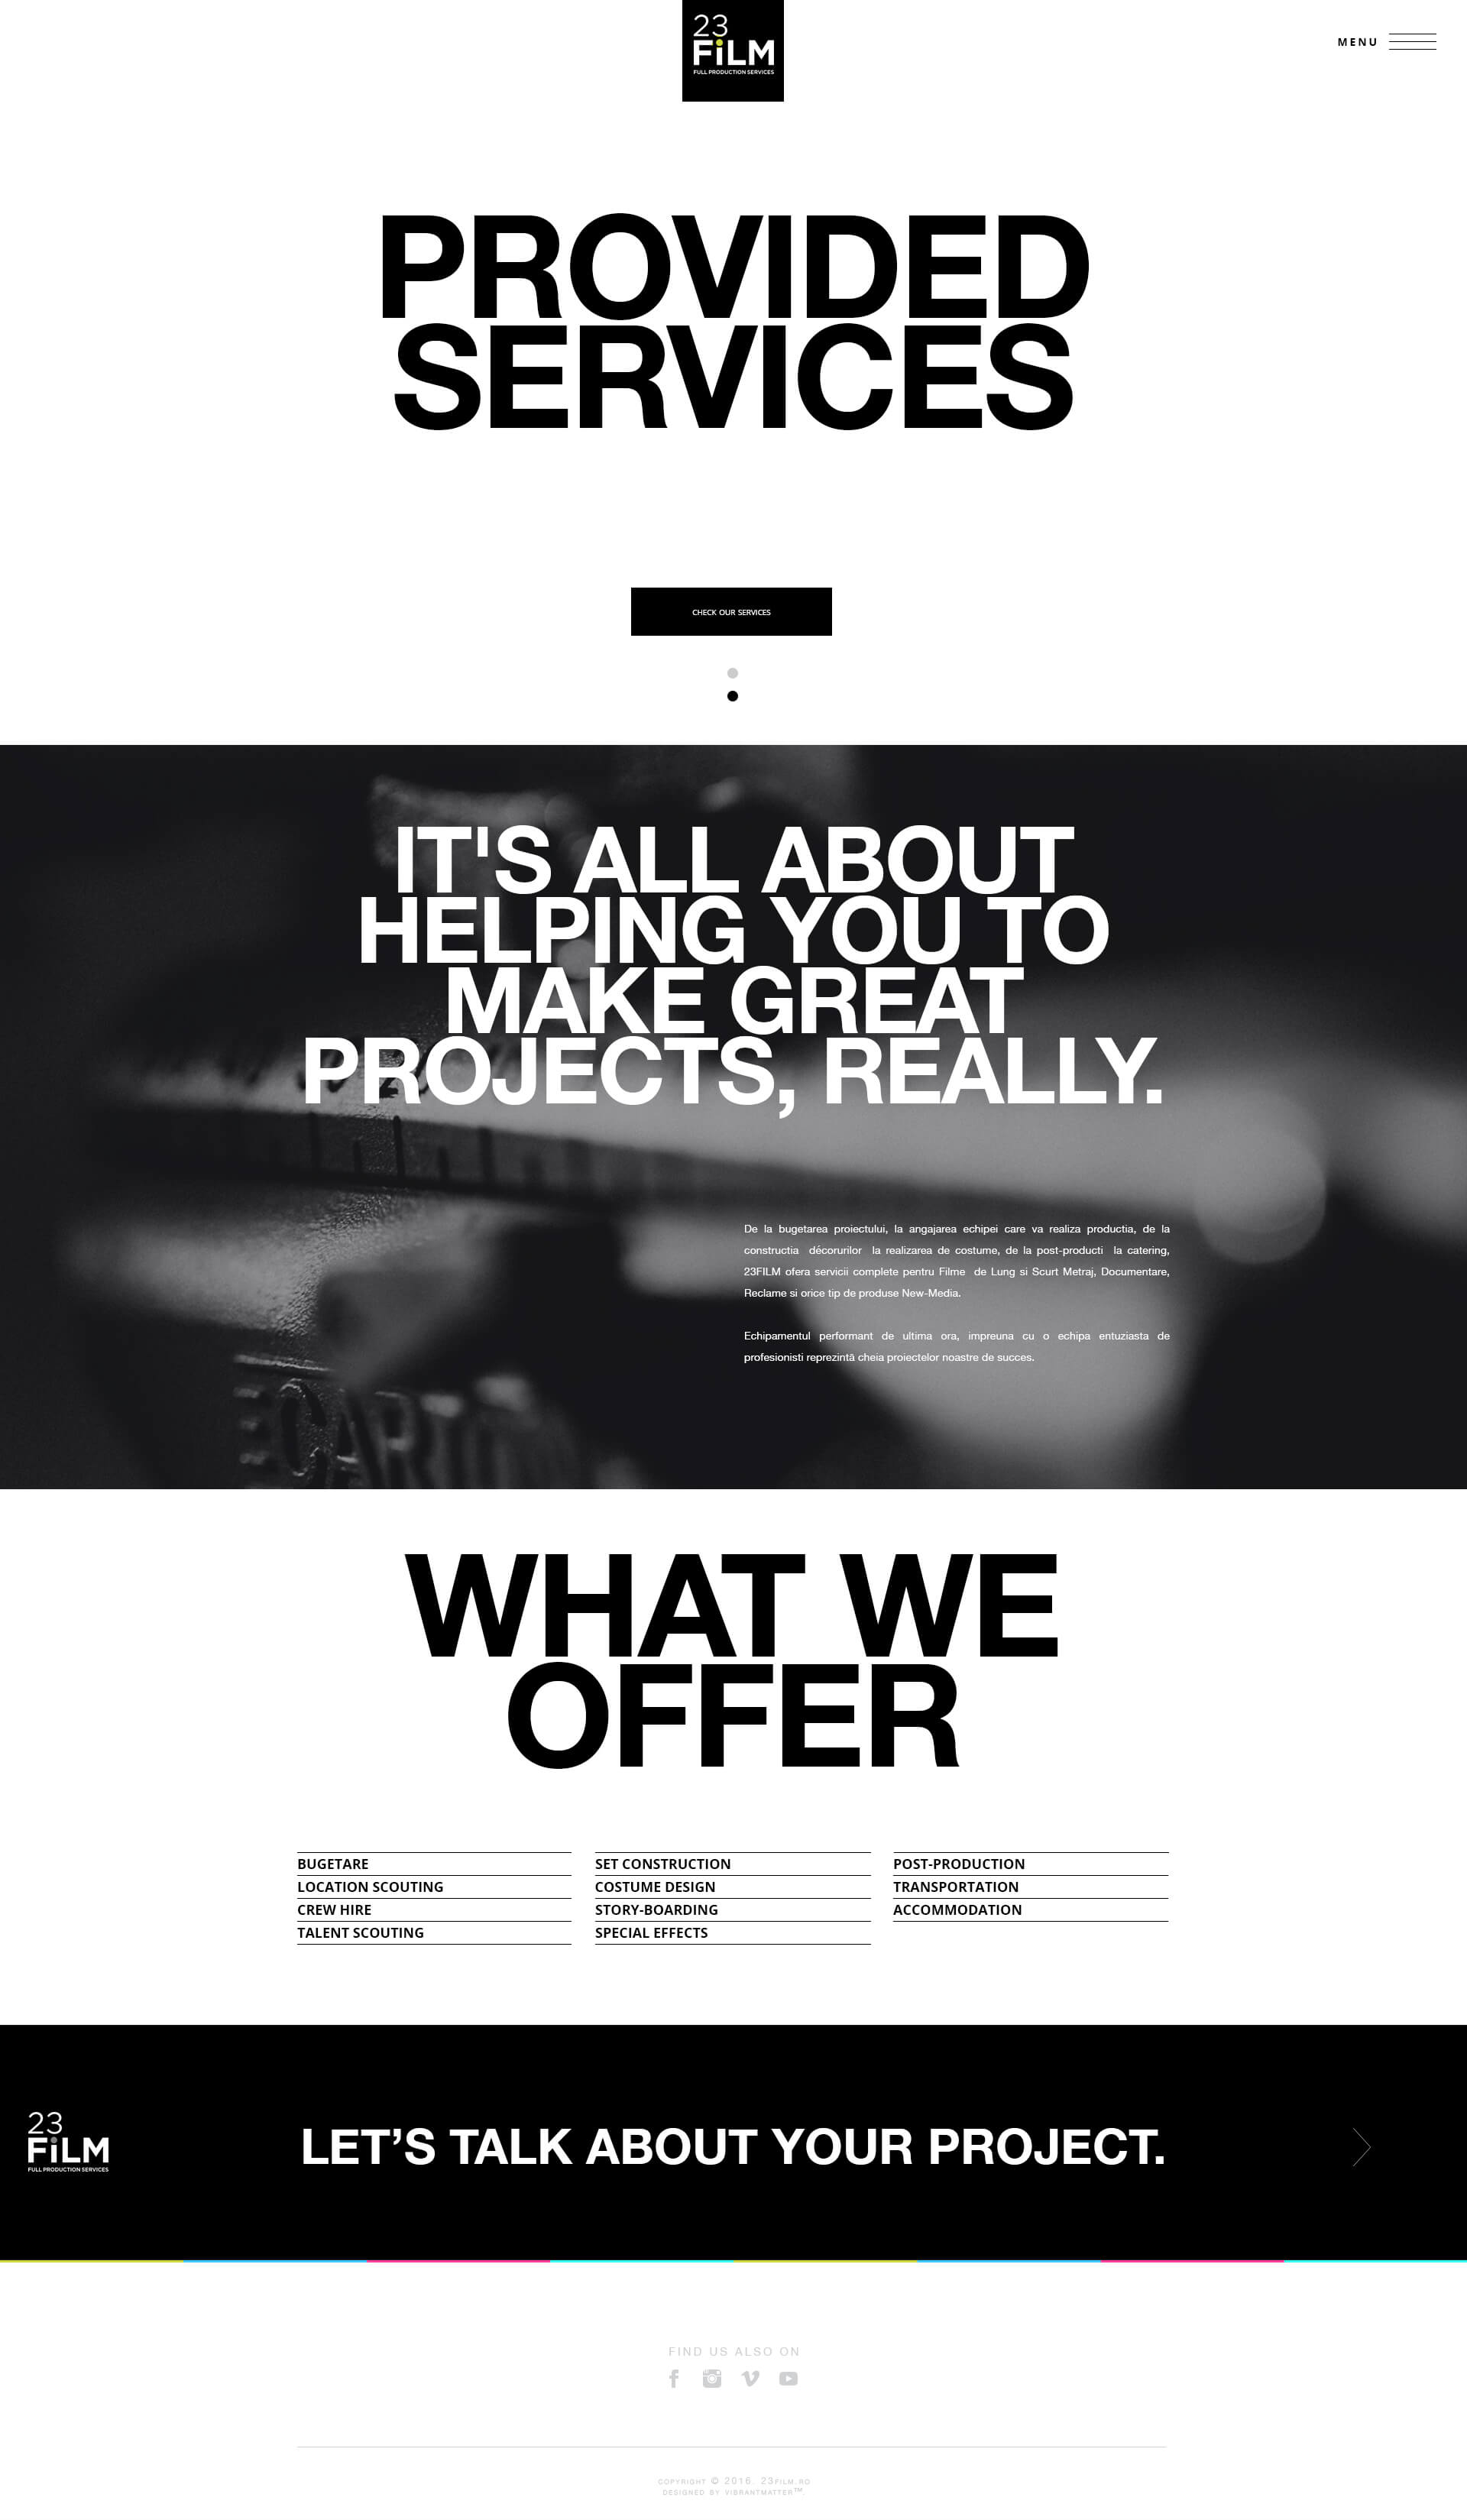 23
FiLM
FULL PRODUCTION SERVICES
MENU
PROVIDED
SERVICES
CHECK OUR SERVICES
IT'S ALL ABOUT
HELPING YOU TO
MAKE GREAT
PROJECTS, REALLY.
De la bugetarea proiectului, la angajarea echipei care va realiza productia, de la
constructia décorurilor la realizarea de costume, de la post-producti la catering,
23FILM ofera servicii complete pentru Filme de Lung si Scurt Metraj, Documentare,
Reclame si orice tip de produse New-Media.
Echipamentul performant de ultima ora, impreuna cu o echipa entuziasta de
profesionisti reprezintă cheia proiectelor noastre de succes.
WHAT WE
OFFER
BUGETARE
LOCATION SCOUTING
CREW HIRE
TALENT SCOUTING
SET CONSTRUCTION
COSTUME DESIGN
STORY-BOARDING
SPECIAL EFFECTS
POST-PRODUCTION
TRANSPORTATION
ACCOMMODATION
23
FiLM
FULL PRODUCTION SERVICES
LET’S TALK ABOUT YOUR PROJECT.
FIND US ALSO ON
COPYRIGHT © 2016. 23FILM.RO
DESIGNED BY VIBRANTMATTER™.